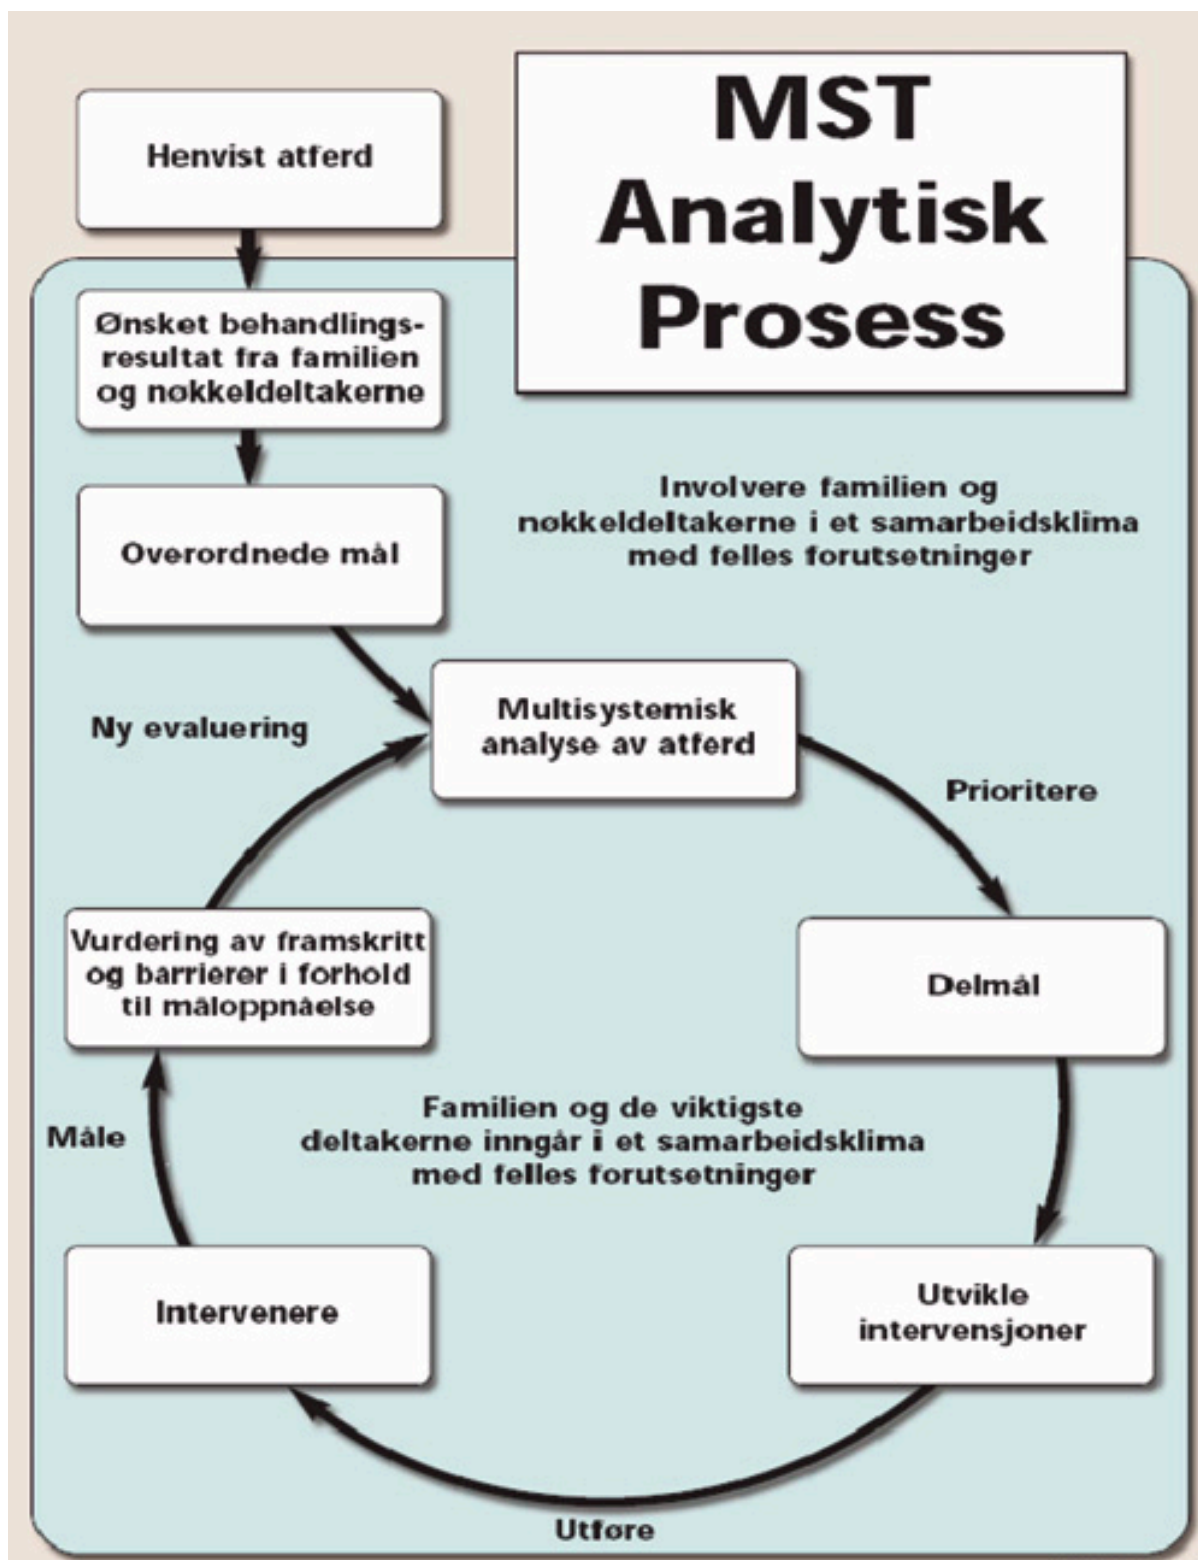 MST
Analytisk
Prosess
Henvist atferd
Ønsket behandlings-
resultat fra familien
og nøkkeldeltakerne
Overordnede mål
Involvere familien og
nøkkeldeltakerne i et samarbeidsklima
med felles forutsetninger
Multisystemisk
analyse av atferd
Ny evaluering
Prioritere
Vurdering av framskritt
og barrierer i forhold
til måloppnåelse
Delmål
Familien og de viktigste
deltakerne inngår i et samarbeidsklima
med felles forutsetninger
Måle
Intervenere
Utvikle
intervensjoner
Utføre